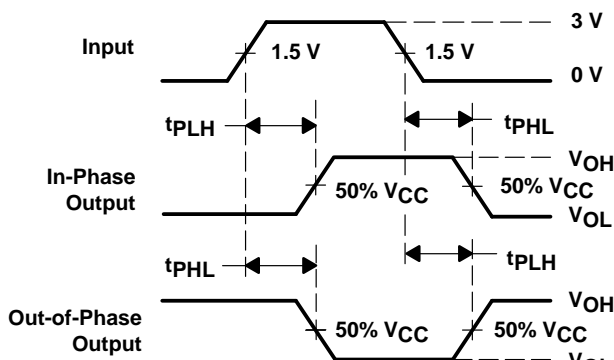 3 V
Input
1.5 V
1.5 V
0 V
tPLH
tPHL
VOH
In-Phase
Output
50% VCC
50% VCC
VOL
tPHL
tPLH
VOH
Out-of-Phase
Output
50% VCC
50% VCC